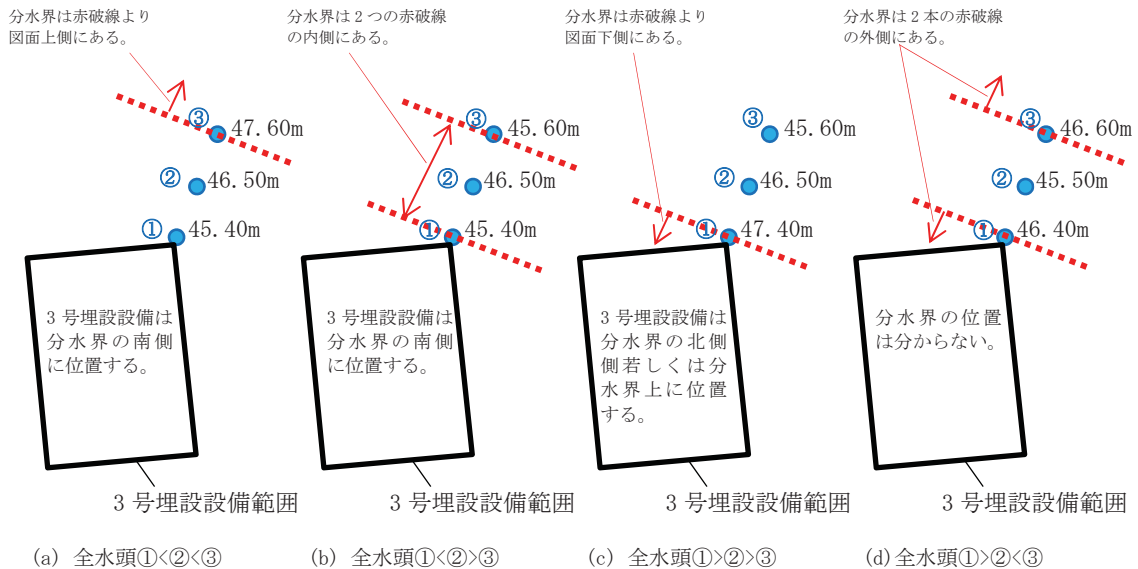 分水界は赤破線より
図面上側にある。
③
47.60m
②
46.50m
①
45.40m
3 号埋設設備は
分水界の南側
に位置する。
3 号埋設設備範囲
(a) 全水頭①<②<③
分水界は 2 つの赤破線
の内側にある。
③
45.60m
②
46.50m
①
45.40m
3 号埋設設備は
分水界の南側
に位置する。
3 号埋設設備範囲
(b) 全水頭①<②>③
分水界は赤破線より
図面下側にある。
③
45.60m
②
46.50m
①
47.40m
3 号埋設設備は
分水界の北側
側若しくは分
水界上に位置
する。
3 号埋設設備範囲
(c) 全水頭①>②>③
分水界は 2 本の赤破線
の外側にある。
③
46.60m
②
45.50m
①
46.40m
分水界の位置
は分からない。
3 号埋設設備範囲
(d) 全水頭①>②<③